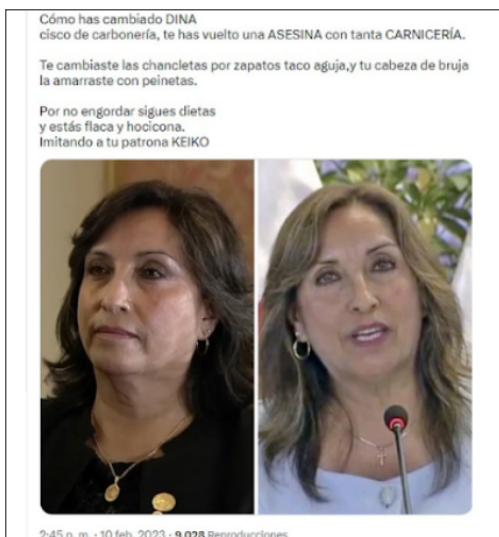 Cómo has cambiado DINA
cisco de carbonería, te has vuelto una ASESINA con tanta CARNICERÍA.
Te cambiaste las chancletas por zapatos taco aguja,y tu cabeza de bruja
la amarraste con peinetas.
Por no engordar sigues dietas
y estás flaca y hocicona.
Imitando a tu patrona KEIKO
2:45 p. m. · 10 feb. 2023 · 9.028 Reproducciones